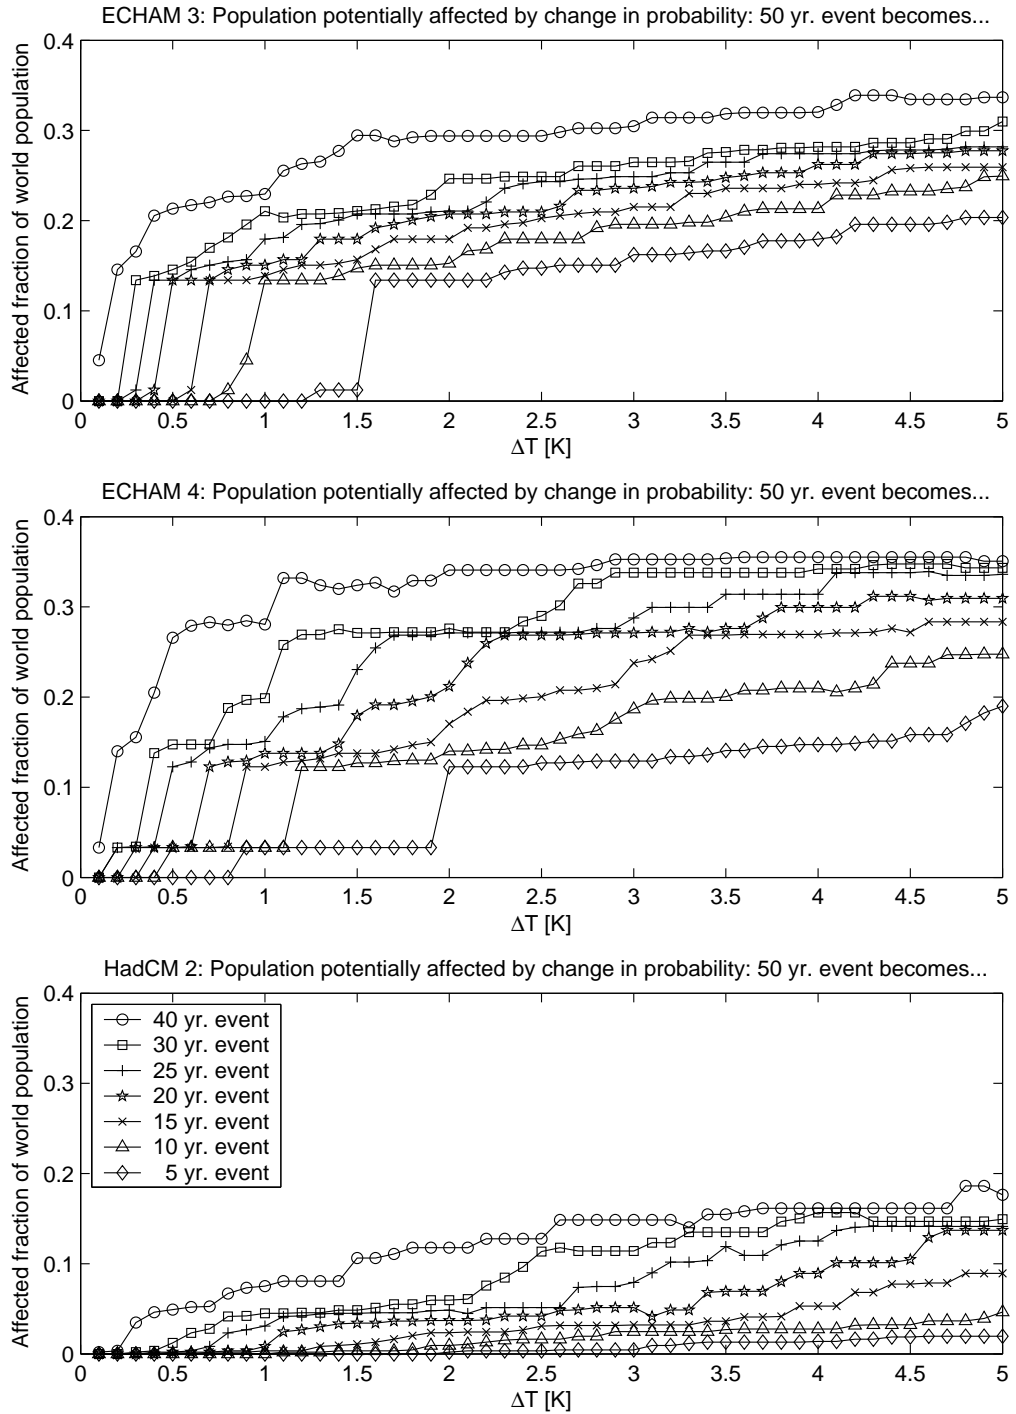 ECHAM 3: Population potentially affected by change in probability: 50 yr. event becomes...
Affected fraction of world population
0.4
0.3
0.2
0.1
0
0 0.5 1 1.5 2 2.5 3 3.5 4 4.5 5
ΔT [K]
ECHAM 4: Population potentially affected by change in probability: 50 yr. event becomes...
Affected fraction of world population
0.4
0.3
0.2
0.1
0
0 0.5 1 1.5 2 2.5 3 3.5 4 4.5 5
ΔT [K]
HadCM 2: Population potentially affected by change in probability: 50 yr. event becomes...
Affected fraction of world population
0.4
0.3
0.2
0.1
0
40 yr. event
30 yr. event
25 yr. event
20 yr. event
15 yr. event
10 yr. event
5 yr. event
0 0.5 1 1.5 2 2.5 3 3.5 4 4.5 5
ΔT [K]